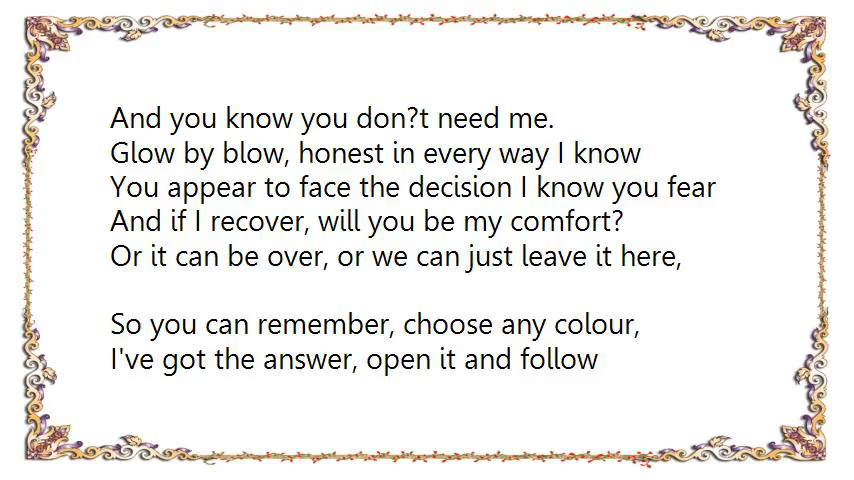 And you know you don?t need me.
Glow by blow, honest in every way I know
You appear to face the decision I know you fear
And if I recover, will you be my comfort?
Or it can be over, or we can just leave it here,
So you can remember, choose any colour,
I've got the answer, open it and follow